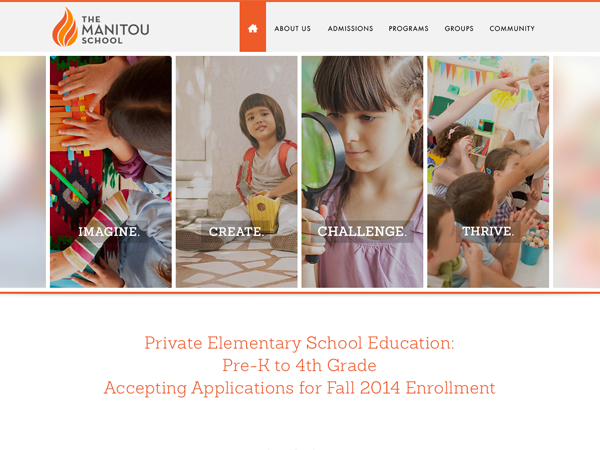 THE
MANITOU
SCHOOL
ABOUT US ADMISSIONS PROGRAMS GROUPS COMMUNITY
IMAGINE. CREATE. CHALLENGE. THRIVE.
Private Elementary School Education:
Pre-K to 4th Grade
Accepting Applications for Fall 2014 Enrollment